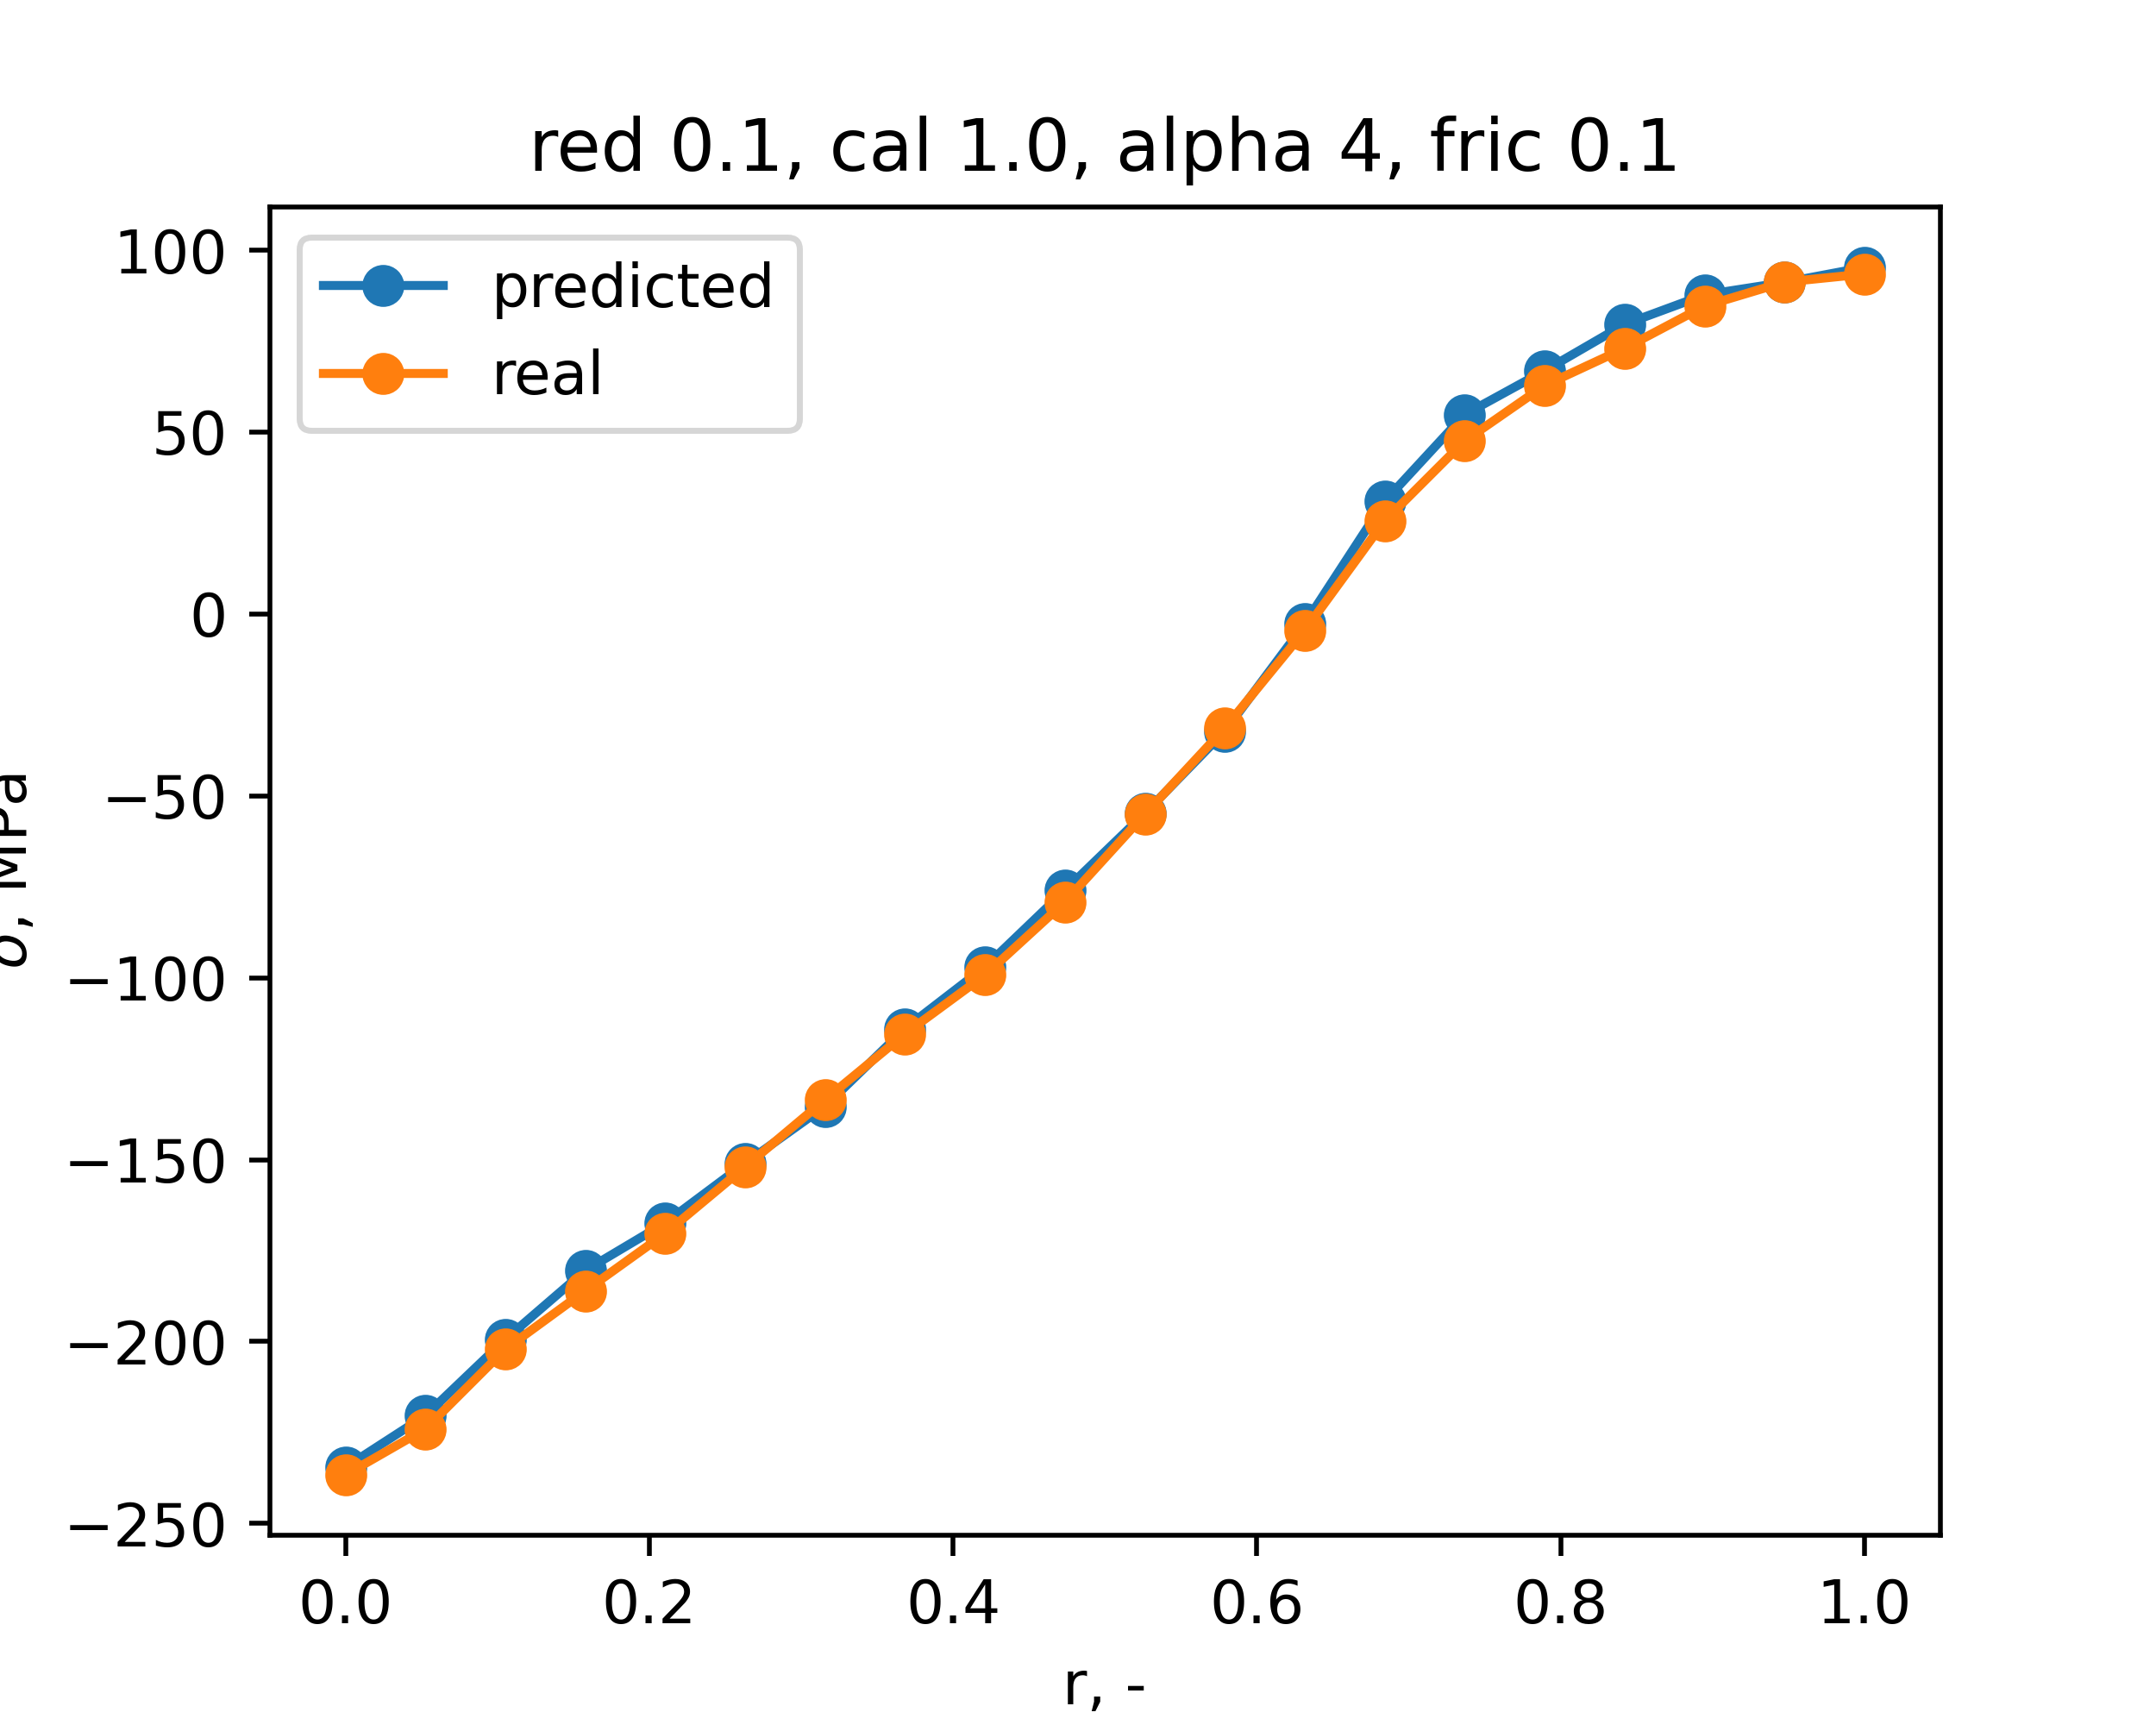 red 0.1, cal 1.0, alpha 4, fric 0.1
predicted
real
100
50
0
−50
−100
−150
−200
−250
, MPa
0.0 0.2 0.4 0.6 0.8 1.0
r, -